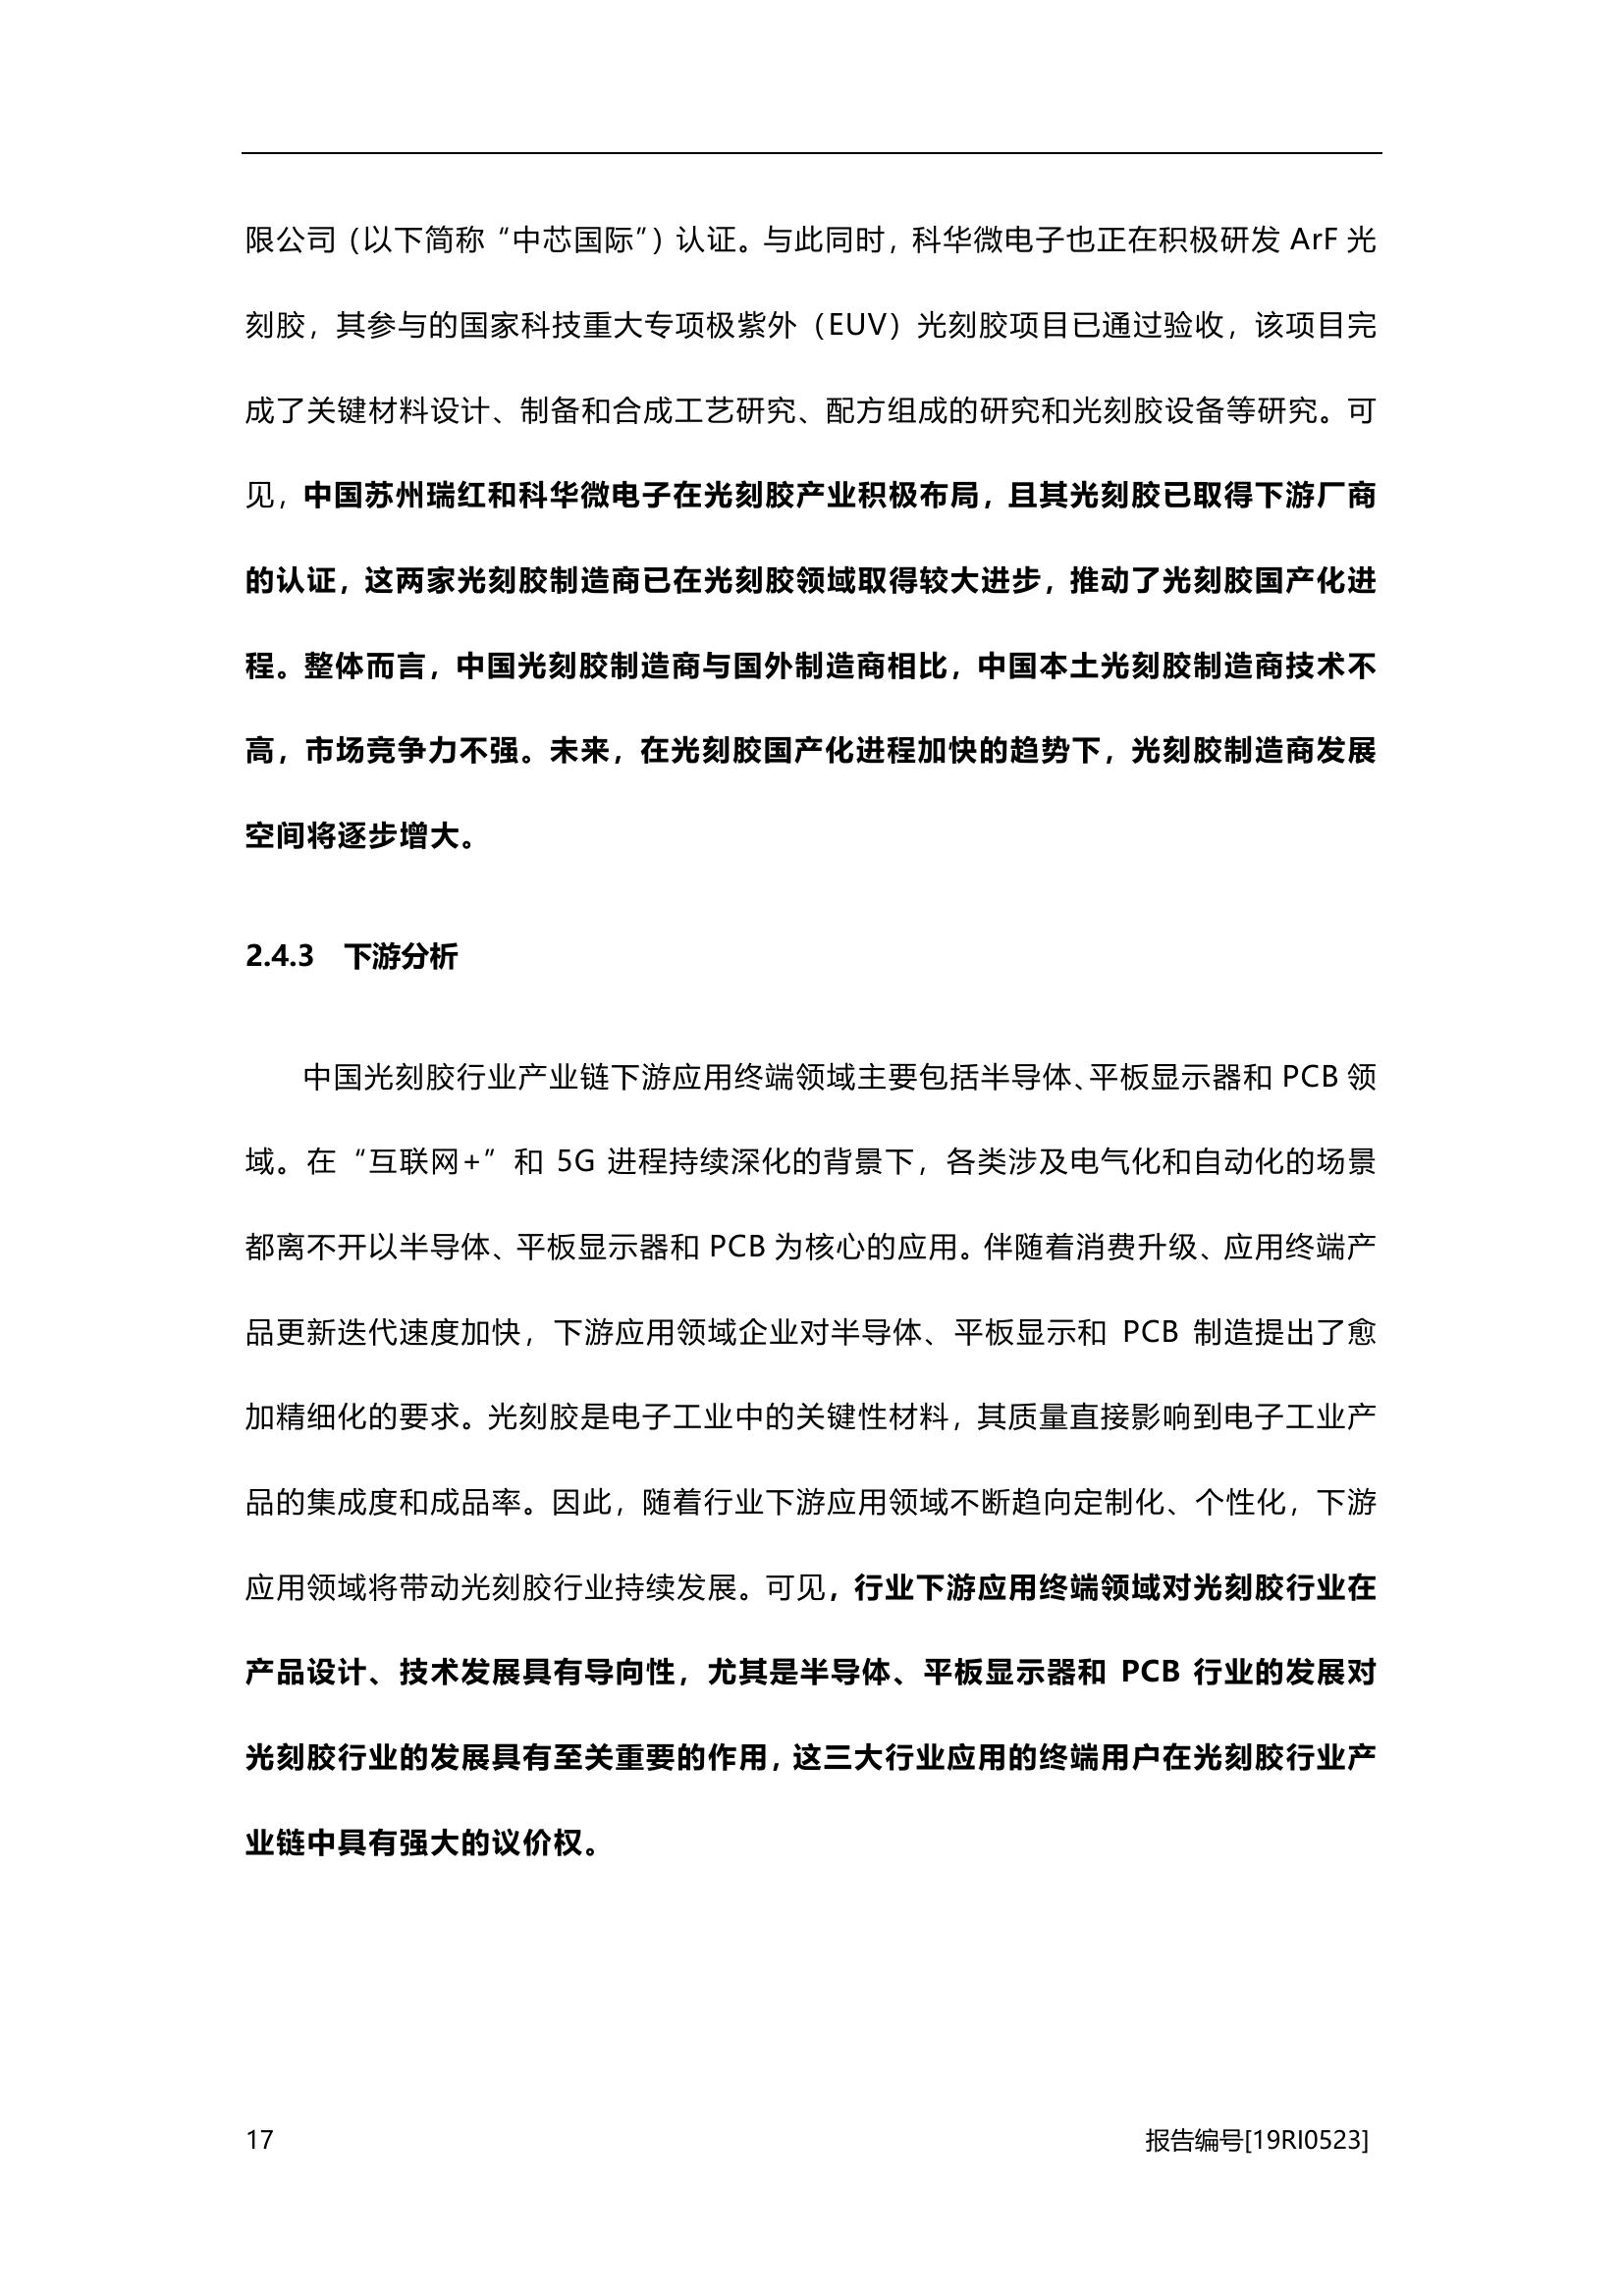 限公司（以下简称“中芯国际”）认证。与此同时，科华微电子也正在积极研发 ArF 光
刻胶，其参与的国家科技重大专项极紫外（EUV）光刻胶项目已通过验收，该项目完
成了关键材料设计、制备和合成工艺研究、配方组成的研究和光刻胶设备等研究。可
见，中国苏州瑞红和科华微电子在光刻胶产业积极布局，且其光刻胶已取得下游厂商
的认证，这两家光刻胶制造商已在光刻胶领域取得较大进步，推动了光刻胶国产化进
程。整体而言，中国光刻胶制造商与国外制造商相比，中国本土光刻胶制造商技术不
高，市场竞争力不强。未来，在光刻胶国产化进程加快的趋势下，光刻胶制造商发展
空间将逐步增大。
2.4.3 下游分析
中国光刻胶行业产业链下游应用终端领域主要包括半导体、平板显示器和 PCB 领
域。在“互联网+”和 5G 进程持续深化的背景下，各类涉及电气化和自动化的场景
都离不开以半导体、平板显示器和 PCB 为核心的应用。伴随着消费升级、应用终端产
品更新迭代速度加快，下游应用领域企业对半导体、平板显示和 PCB 制造提出了愈
加精细化的要求。光刻胶是电子工业中的关键性材料，其质量直接影响到电子工业产
品的集成度和成品率。因此，随着行业下游应用领域不断趋向定制化、个性化，下游
应用领域将带动光刻胶行业持续发展。可见，行业下游应用终端领域对光刻胶行业在
产品设计、技术发展具有导向性，尤其是半导体、平板显示器和 PCB 行业的发展对
光刻胶行业的发展具有至关重要的作用，这三大行业应用的终端用户在光刻胶行业产
业链中具有强大的议价权。
17 报告编号[19RI0523]